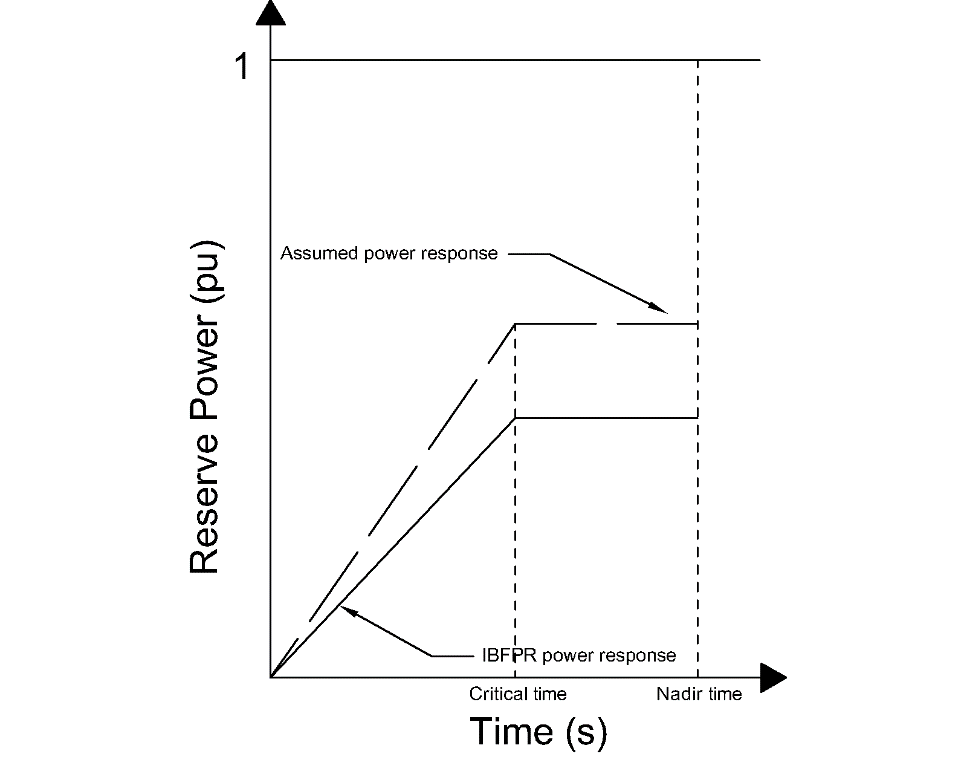 1
Assumed power response
Reserve Power (pu)
IBFPR power response
Critical time
Nadir time
Time (s)